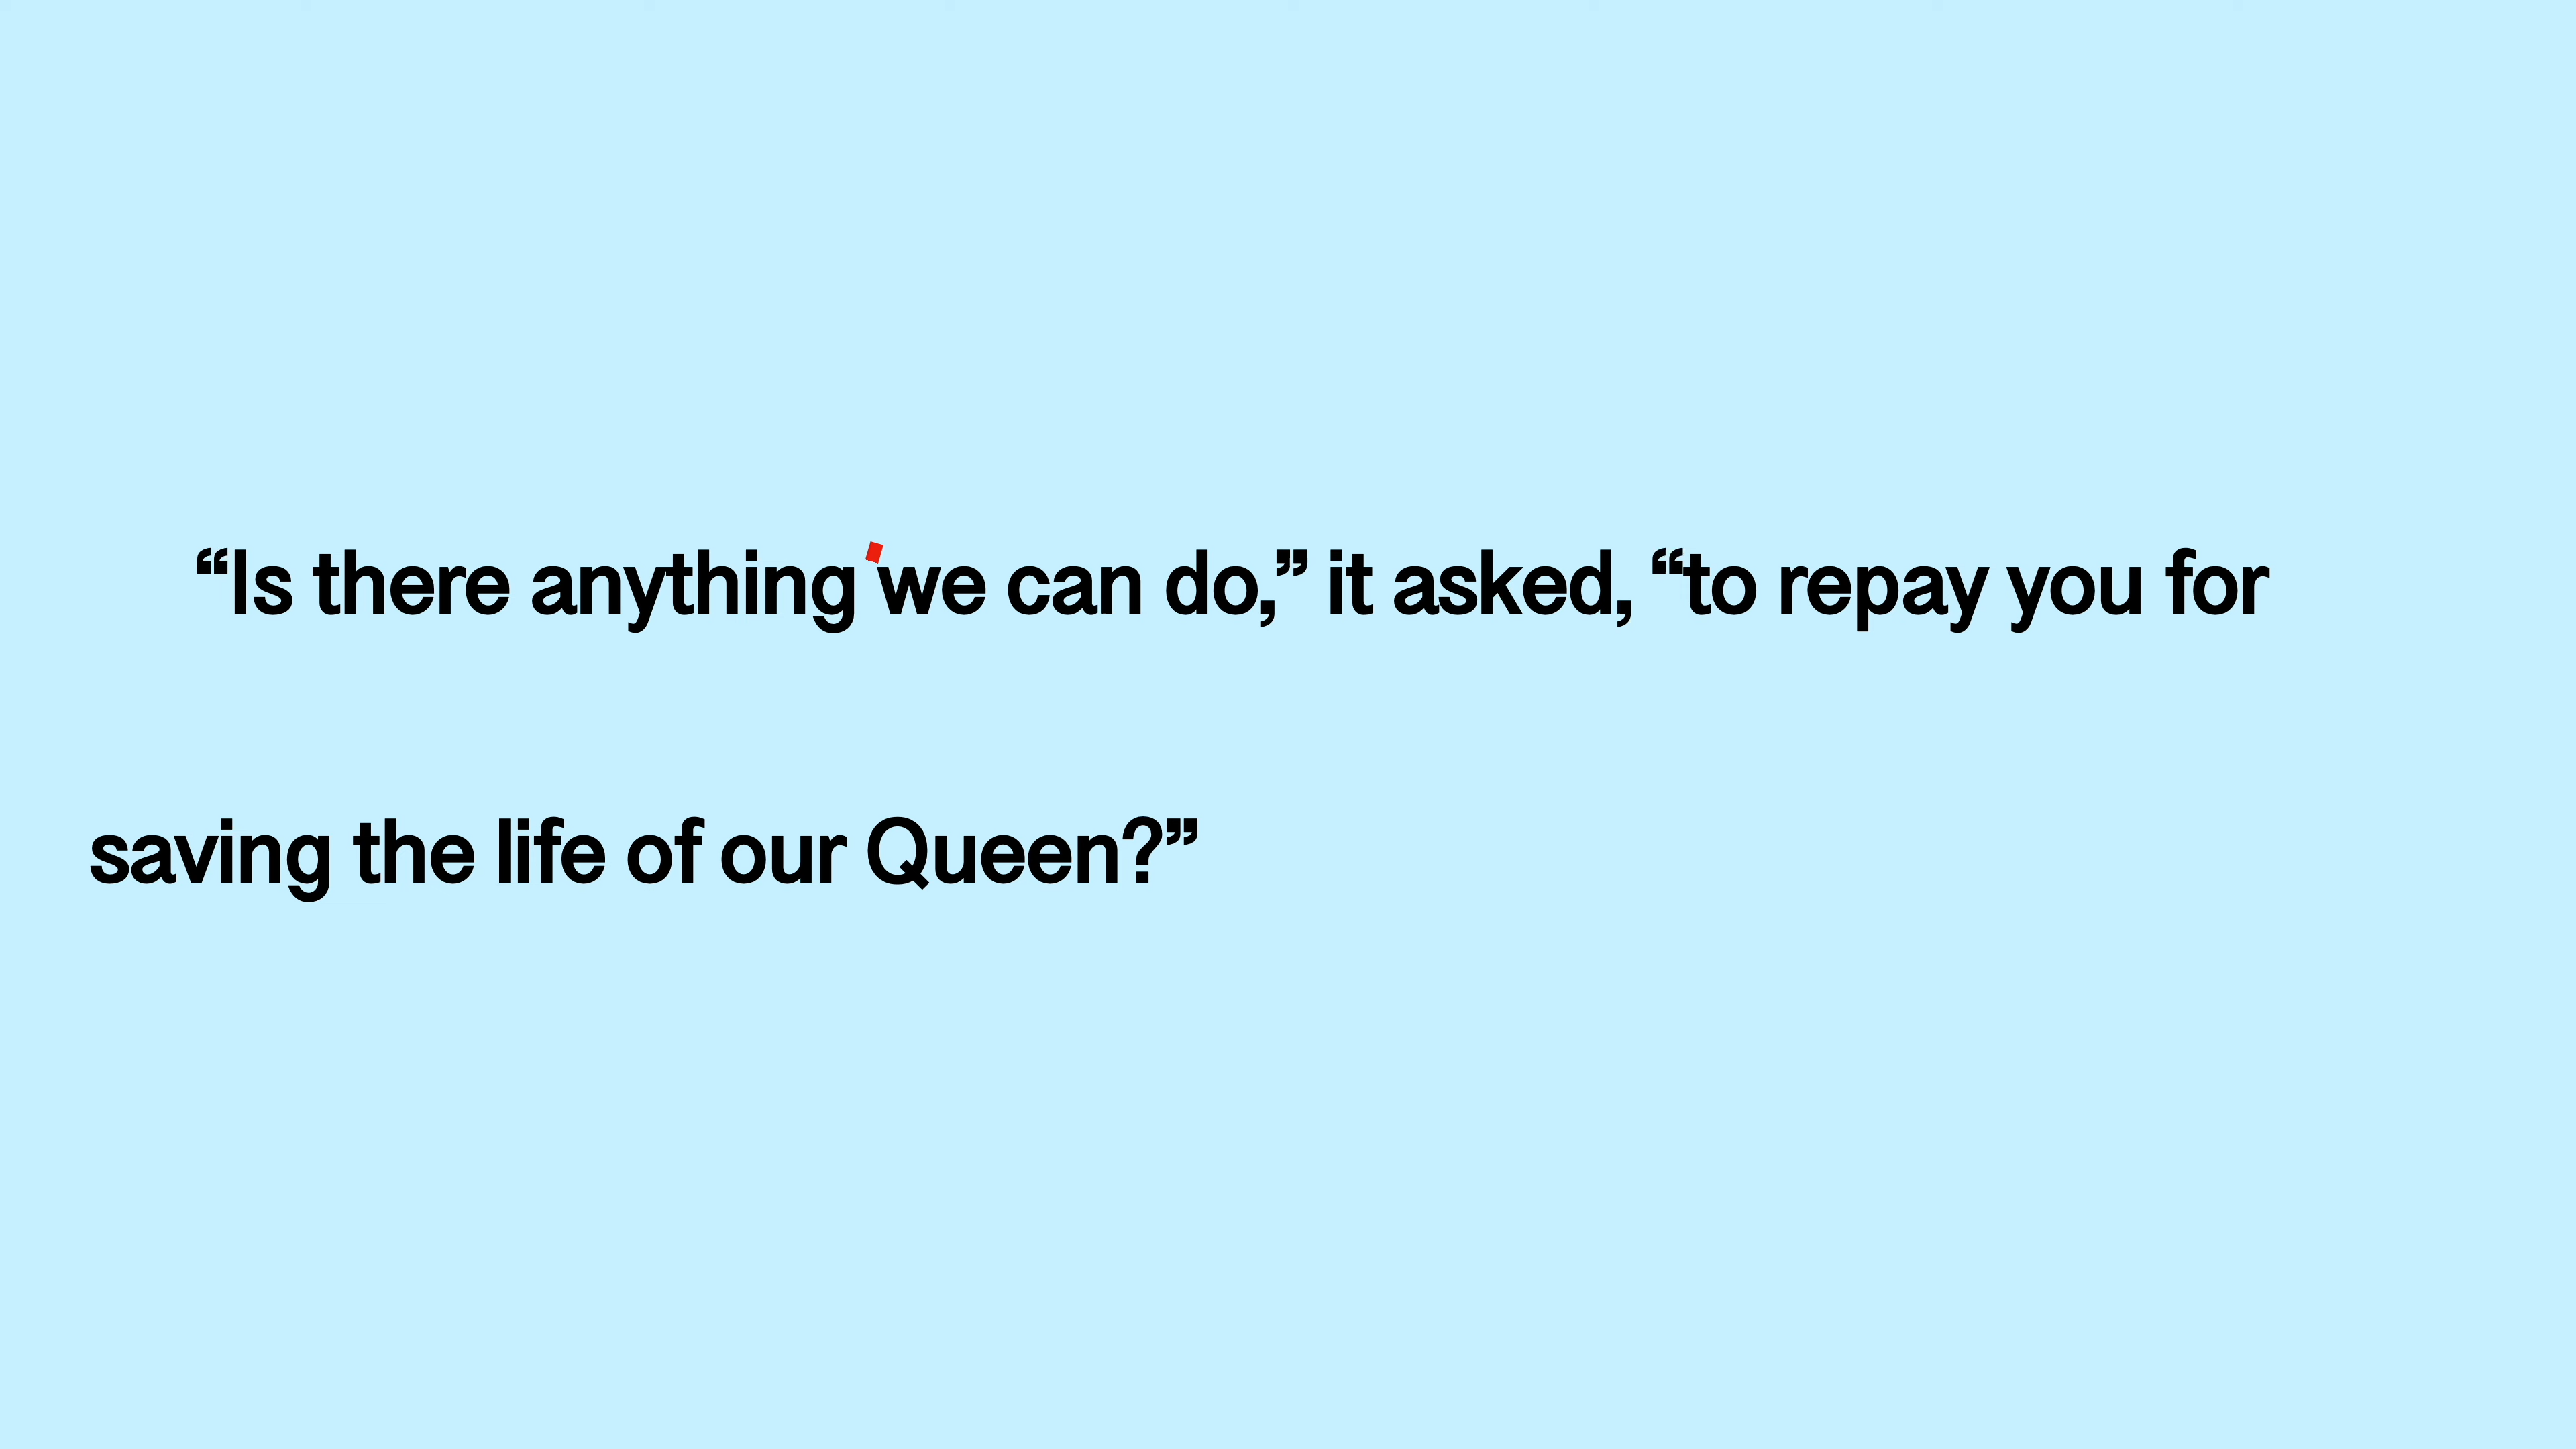 “Is there anything we can do,” it asked, “to repay you for
saving the life of our Queen?”